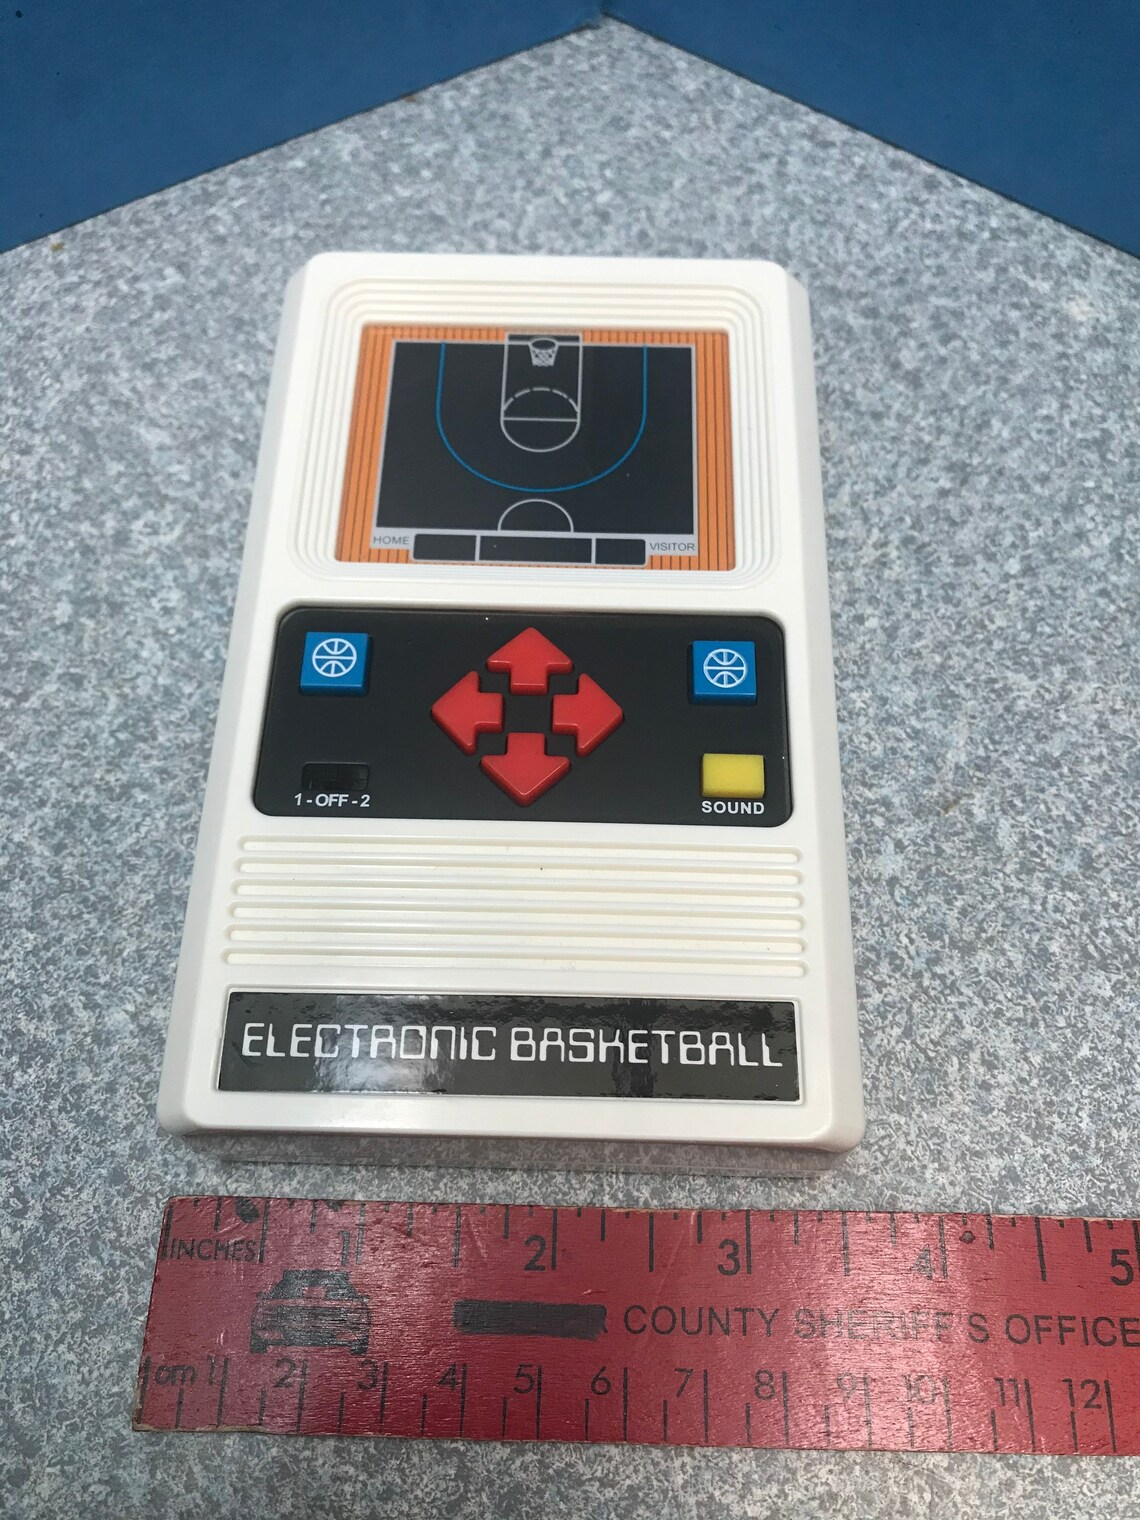 HOME
VISITOR
1-OFF-2
SOUND
ELECTRONIC BASKETBALL
INCHES 1 2 3 4 5
COUNTY SHERIFF'S OFFICE
cm 1 2 3 4 5 6 7 8 9 10 11 12